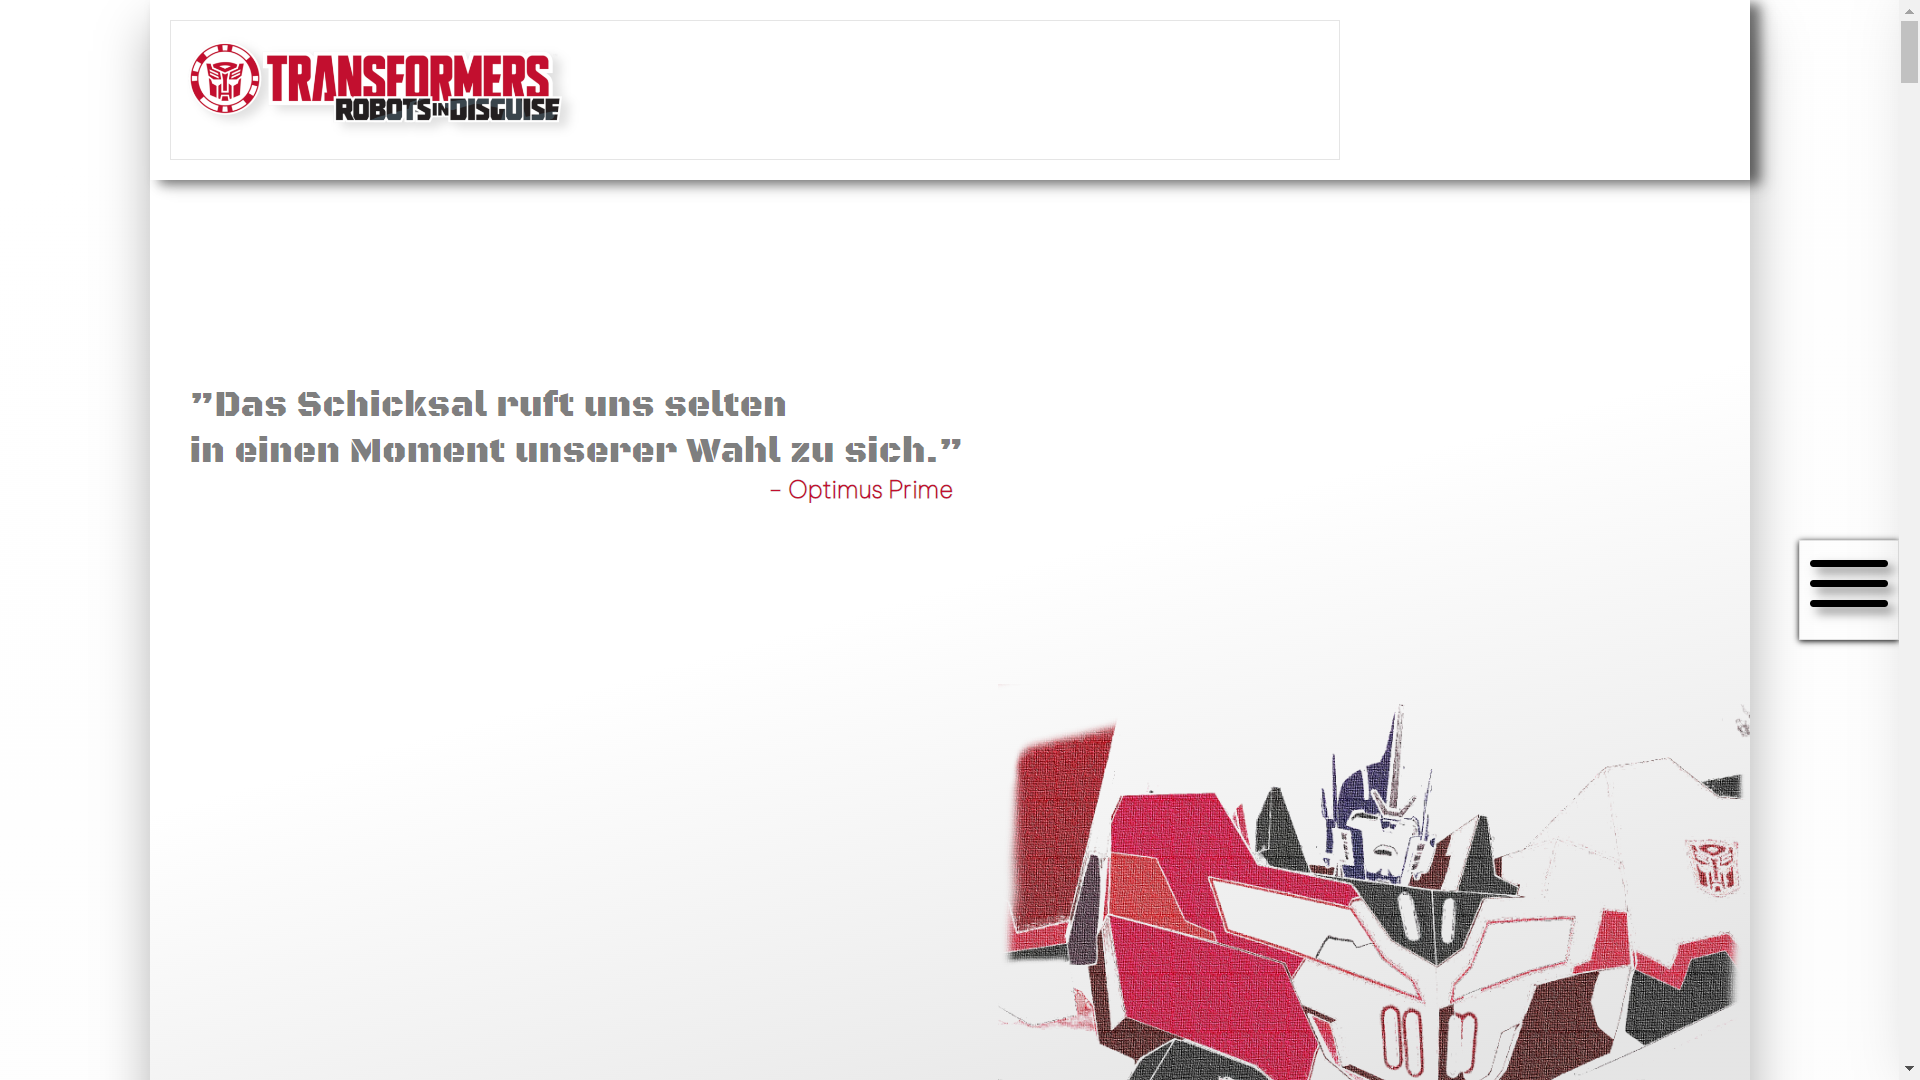 TRANSFORMERS
ROBOTS IN DISGUISE
”Das Schicksal ruft uns selten
in einen Moment unserer Wahl zu sich.”
- Optimus Prime